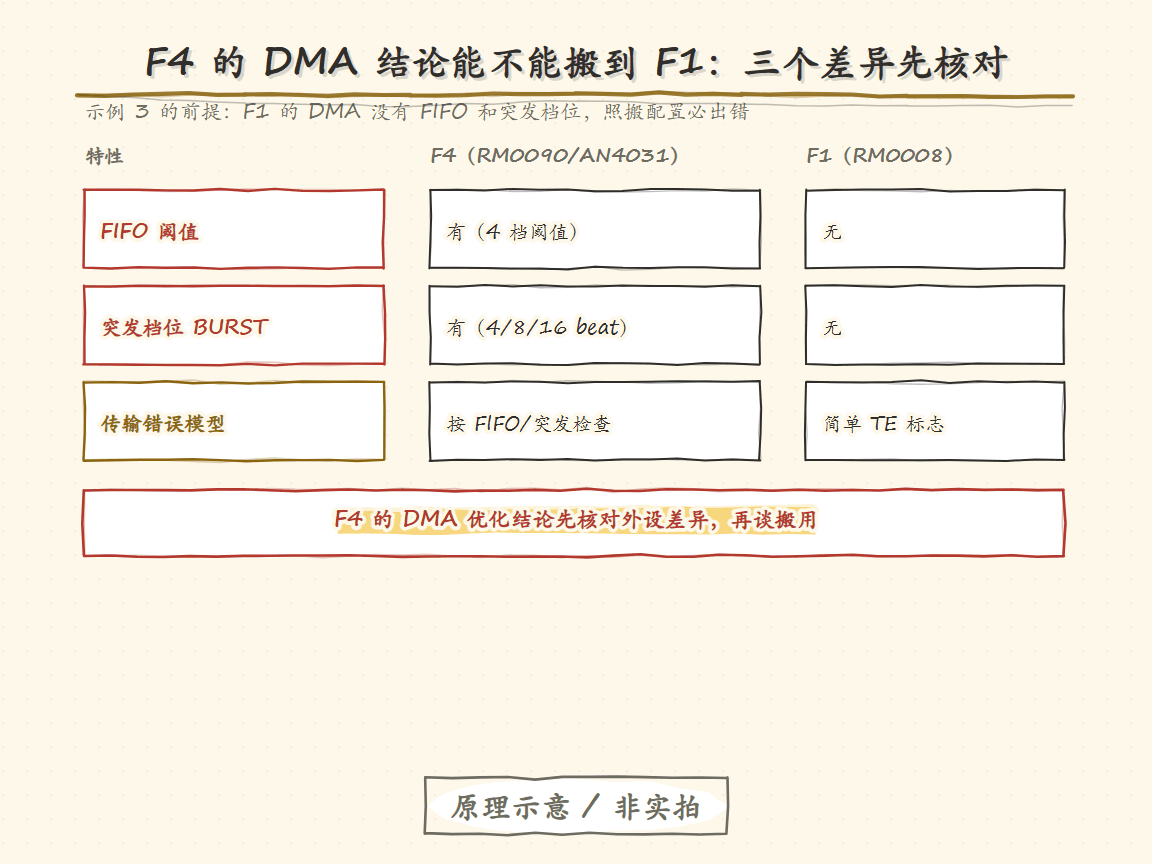 F4 的 DMA 结论能不能搬到 F1：三个差异先核对
示例 3 的前提：F1 的 DMA 没有 FIFO 和突发档位，照搬配置必出错
特性 F4（RM0090/AN4031） F1（RM0008）
FIFO 阈值 有（4 档阈值） 无
突发档位 BURST 有（4/8/16 beat） 无
传输错误模型 按 FIFO/突发检查 简单 TE 标志
F4 的 DMA 优化结论先核对外设差异，再谈搬用
原理示意 / 非实拍